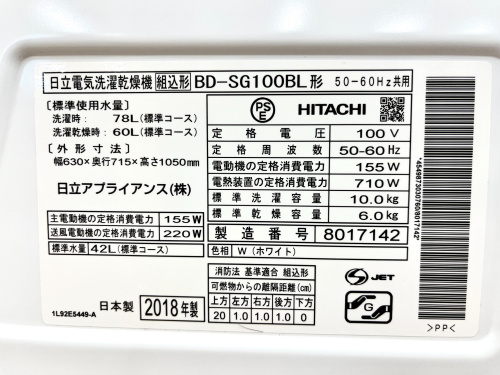 日立電気洗濯乾燥機 組込形 BD-SG100BL形 50-60Hz共用
[標準使用水量]
洗濯時: 78L(標準コース)
洗濯乾燥時: 60L(標準コース)
[外形寸法]
幅630×奥行715×高さ1050mm
日立アプライアンス(株)
主電動機の定格消費電力 155W
送風電動機の定格消費電力 220W
標準水量 42L(標準コース)
日本製 2018年製
1L92E5449-A
PS E HITACHI
定格電圧 100V
定格周波数 50-60Hz
電動機の定格消費電力 155W
電熱装置の定格消費電力 710W
標準洗濯容量 10.0kg
標準乾燥容量 6.0kg
製造番号 8017142
色相 W(ホワイト)
消防法 基準適合 組込形
可燃物からの離隔距離(cm)
上方 左方 右方 後方 下方
20 1.0 1.0 1.0 0
S JET
G
*4549873030760/8017142*
>PP<